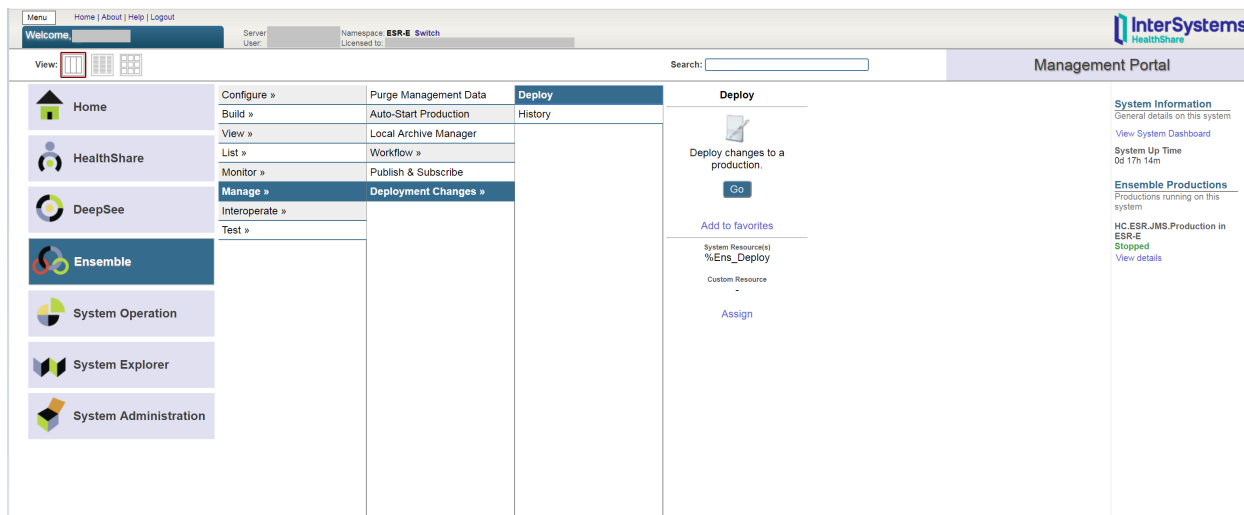 Menu Home | About | Help | Logout
Welcome,
Server
Namespace: ESR-E Switch
User:
Licensed to:
InterSystems
HealthShare
View:
Search:
Management Portal
Home
HealthShare
DeepSee
Ensemble
System Operation
System Explorer
System Administration
Configure »
Build »
View »
List »
Monitor »
Manage »
Interoperate »
Test »
Purge Management Data
Auto-Start Production
Local Archive Manager
Workflow »
Publish & Subscribe
Deployment Changes »
Deploy
History
Deploy
Deploy changes to a
production.
Go
Add to favorites
System Resource(s)
%Ens_Deploy
Custom Resource
-
Assign
System Information
General details on this system
View System Dashboard
System Up Time
0d 17h 14m
Ensemble Productions
Productions running on this
system
HC.ESR.JMS.Production in
ESR-E
Stopped
View details